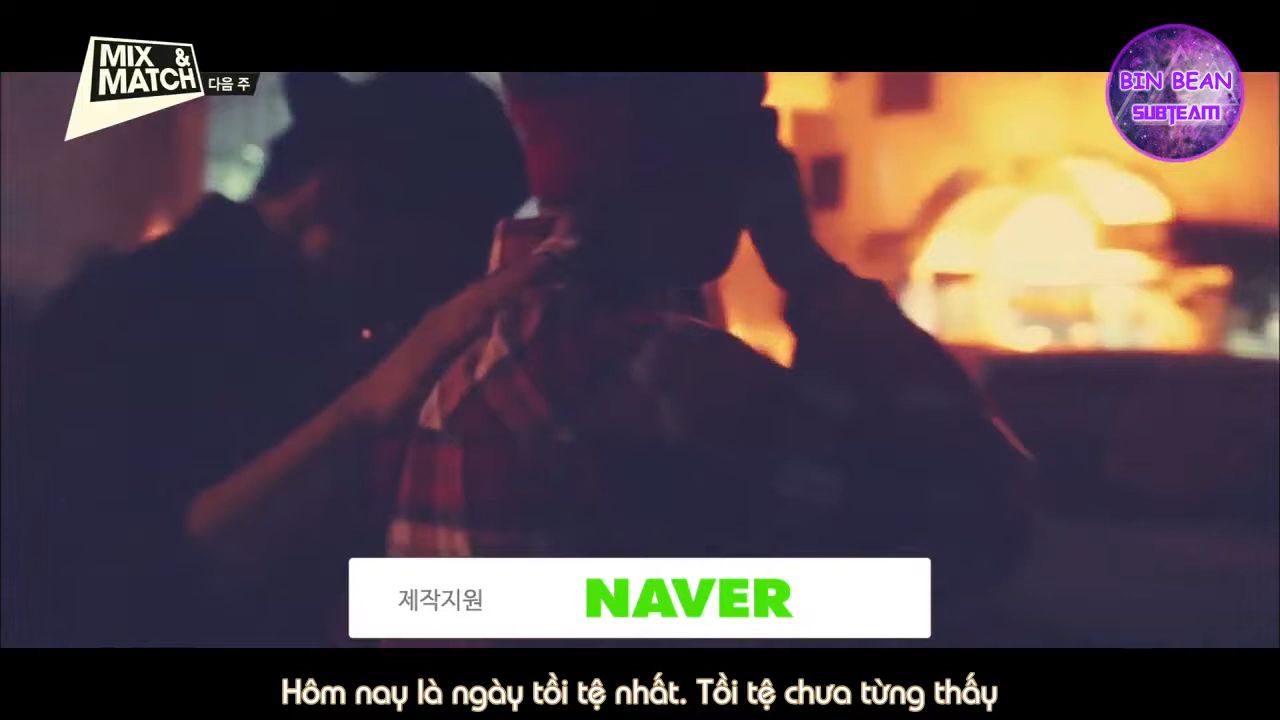 MIX &
MATCH
다음 주
BIN BEAN
SUBTEAM
제작지원 NAVER
Hôm nay là ngày tồi tệ nhất. Tồi tệ chưa từng thấy